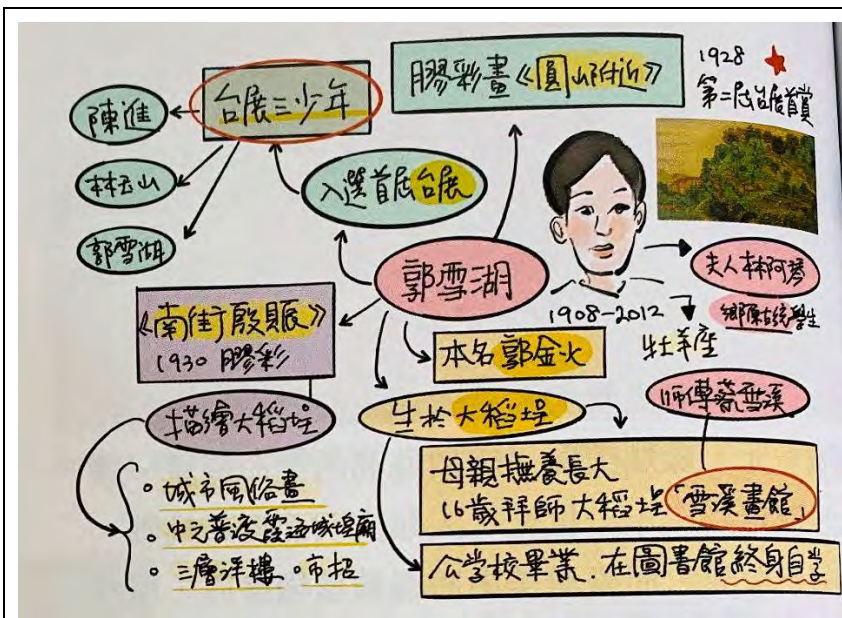 台展三少年
陳進
林玉山
郭雪湖
入選首屆台展
膠彩畫《圓山附近》
1928
第二屆台展首賞
郭雪湖
1908-2012
牡羊座
夫人林阿琴
鄉原古統學生
《南街殷賑》
1930 膠彩
描繪大稻埕
。城市風俗畫
。中元普渡霞海城隍廟
。三層洋樓。市招
本名郭金火
生於大稻埕
師傅蔡雪溪
母親撫養長大
16歲拜師大稻埕「雪溪畫館」
公学校畢業.在圖書館終身自学